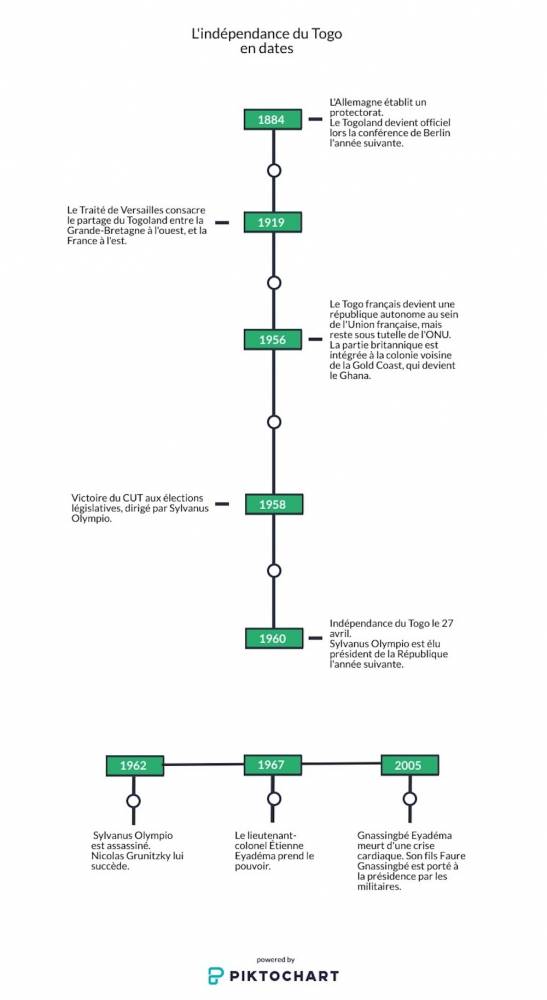 L'indépendance du Togo
en dates
1884
L'Allemagne établit un
protectorat.
Le Togoland devient officiel
lors la conférence de Berlin
l'année suivante.
Le Traité de Versailles consacre
le partage du Togoland entre la
Grande-Bretagne à l'ouest, et la
France à l'est.
1919
Le Togo français devient une
république autonome au sein
de l'Union française, mais
reste sous tutelle de l'ONU.
La partie britannique est
intégrée à la colonie voisine
de la Gold Coast, qui devient
le Ghana.
1956
Victoire du CUT aux élections
législatives, dirigé par Sylvanus
Olympio.
1958
Indépendance du Togo le 27
avril.
Sylvanus Olympio est élu
président de la République
l'année suivante.
1960
1962
1967
2005
Sylvanus Olympio
est assassiné.
Nicolas Grunitzky lui
succède.
Le lieutenant-
colonel Étienne
Eyadéma prend le
pouvoir.
Gnassingbé Eyadéma
meurt d'une crise
cardiaque. Son fils Faure
Gnassingbé est porté à
la présidence par les
militaires.
powered by
PIKTOCHART